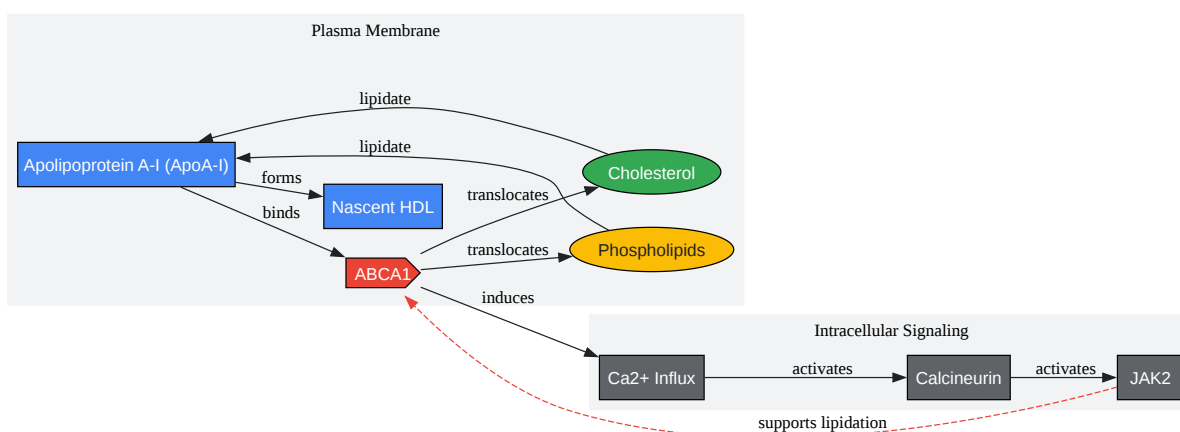 Plasma Membrane
lipidate
lipidate
Apolipoprotein A-I (ApoA-I)
Cholesterol
forms
translocates
Nascent HDL
binds
translocates
Phospholipids
ABCA1
induces
Intracellular Signaling
Ca2+ Influx
activates
Calcineurin
activates
JAK2
supports lipidation